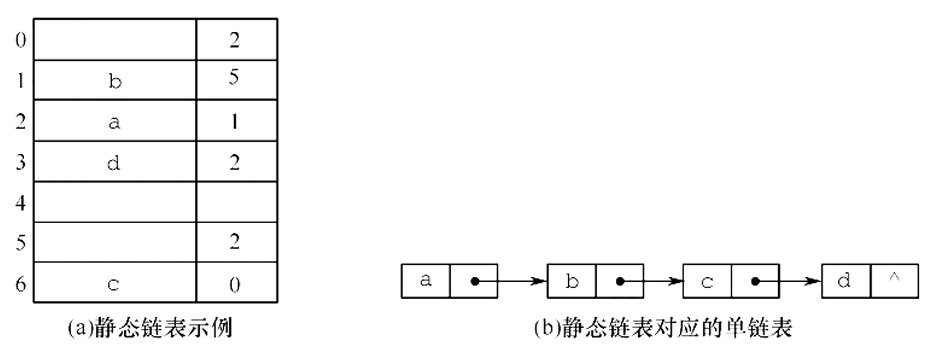 0 2
1 b 5
2 a 1
3 d 2
4
5 2
6 c 0
a b c d ^
(a)静态链表示例
(b)静态链表对应的单链表